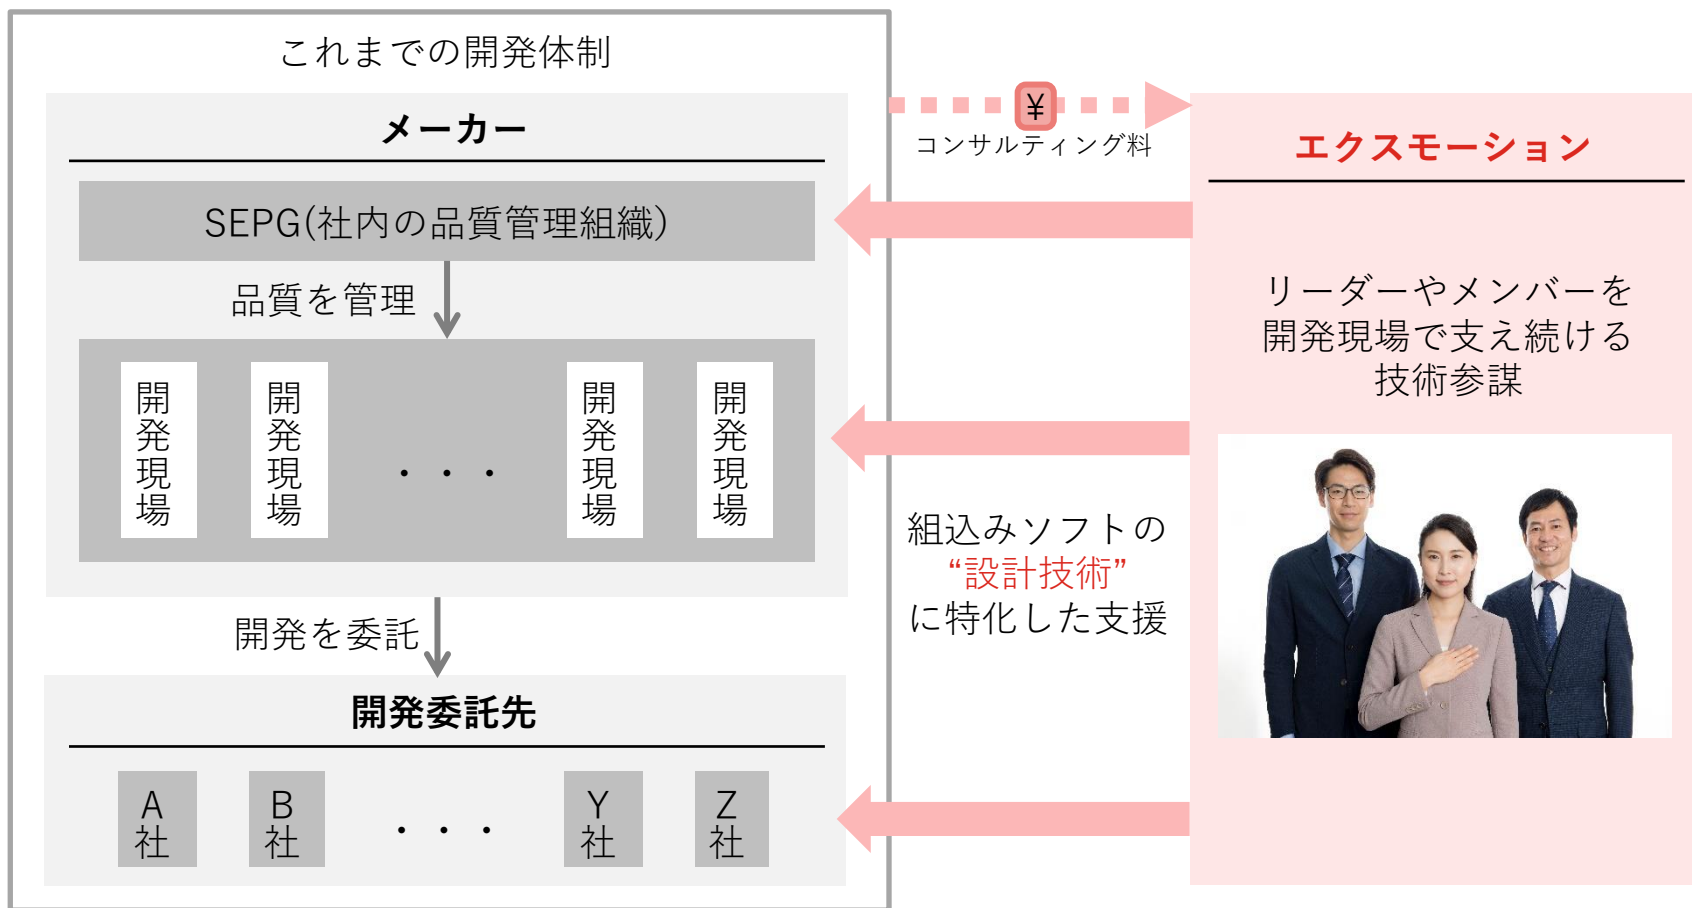 これまでの開発体制
メーカー
SEPG(社内の品質管理組織)
品質を管理
開発現場
開発現場
・・・
開発現場
開発現場
開発を委託
開発委託先
A社
B社
・・・
Y社
Z社
¥
コンサルティング料
組込みソフトの
“設計技術”
に特化した支援
エクスモーション
リーダーやメンバーを
開発現場で支え続ける
技術参謀